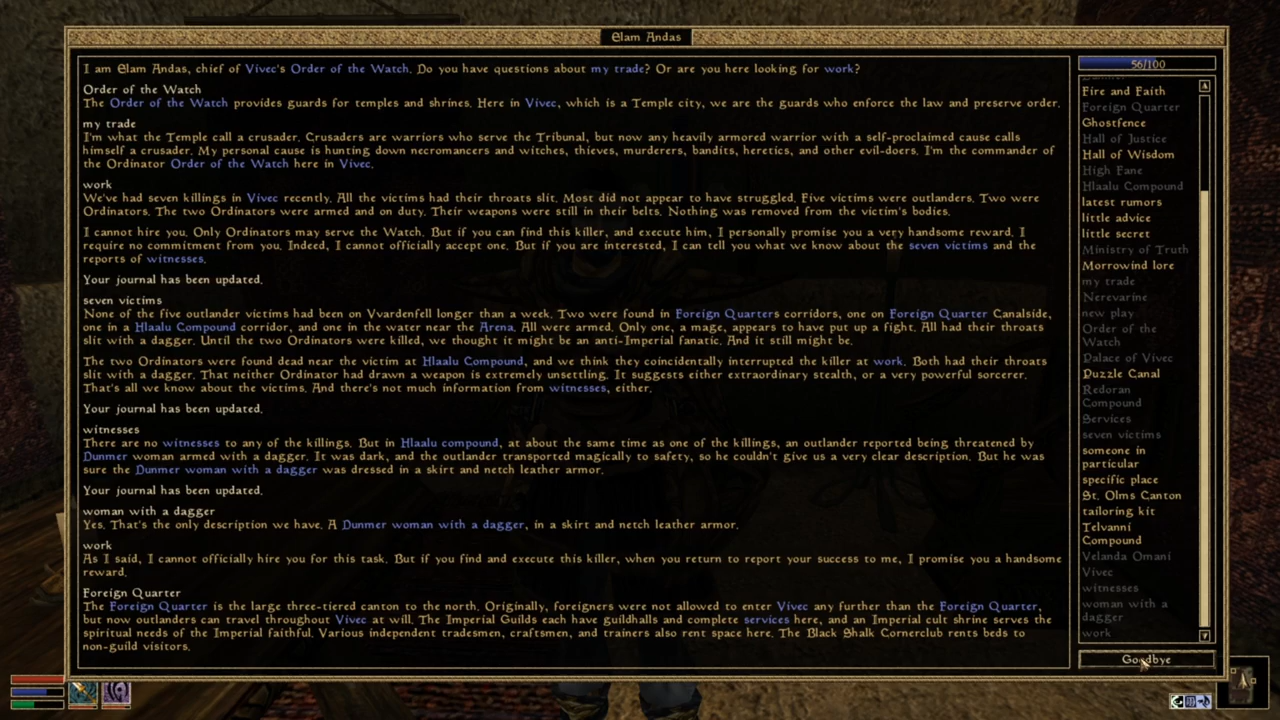 Elam Andas
I am Elam Andas, chief of Vivec's Order of the Watch. Do you have questions about my trade? Or are you here looking for work?
Order of the Watch
The Order of the Watch provides guards for temples and shrines. Here in Vivec, which is a Temple city, we are the guards who enforce the law and preserve order.
my trade
I'm what the Temple call a crusader. Crusaders are warriors who serve the Tribunal, but now any heavily armored warrior with a self-proclaimed cause calls
himself a crusader. My personal cause is hunting down necromancers and witches, thieves, murderers, bandits, heretics, and other evil-doers. I'm the commander of
the Ordinator Order of the Watch here in Vivec.
work
We've had seven killings in Vivec recently. All the victims had their throats slit. Most did not appear to have struggled. Five victims were outlanders. Two were
Ordinators. The two Ordinators were armed and on duty. Their weapons were still in their belts. Nothing was removed from the victim's bodies.
I cannot hire you. Only Ordinators may serve the Watch. But if you can find this killer, and execute him, I personally promise you a very handsome reward. I
require no commitment from you. Indeed, I cannot officially accept one. But if you are interested, I can tell you what we know about the seven victims and the
reports of witnesses.
Your journal has been updated.
seven victims
None of the five outlander victims had been on Vvardenfell longer than a week. Two were found in Foreign Quarters corridors, one on Foreign Quarter Canalside,
one in a Hlaalu Compound corridor, and one in the water near the Arena. All were armed. Only one, a mage, appears to have put up a fight. All had their throats
slit with a dagger. Until the two Ordinators were killed, we thought it might be an anti-Imperial fanatic. And it still might be.
The two Ordinators were found dead near the victim at Hlaalu Compound, and we think they coincidentally interrupted the killer at work. Both had their throats
slit with a dagger. That neither Ordinator had drawn a weapon is extremely unsettling. It suggests either extraordinary stealth, or a very powerful sorcerer.
That's all we know about the victims. And there's not much information from witnesses, either.
Your journal has been updated.
witnesses
There are no witnesses to any of the killings. But in Hlaalu compound, at about the same time as one of the killings, an outlander reported being threatened by
Dunmer woman armed with a dagger. It was dark, and the outlander transported magically to safety, so he couldn't give us a very clear description. But he was
sure the Dunmer woman with a dagger was dressed in a skirt and netch leather armor.
Your journal has been updated.
woman with a dagger
Yes. That's the only description we have. A Dunmer woman with a dagger, in a skirt and netch leather armor.
work
As I said, I cannot officially hire you for this task. But if you find and execute this killer, when you return to report your success to me, I promise you a handsome
reward.
Foreign Quarter
The Foreign Quarter is the large three-tiered canton to the north. Originally, foreigners were not allowed to enter Vivec any further than the Foreign Quarter,
but now outlanders can travel throughout Vivec at will. The Imperial Guilds each have guildhalls and complete services here, and an Imperial cult shrine serves the
spiritual needs of the Imperial faithful. Various independent tradesmen, craftsmen, and trainers also rent space here. The Black Shalk Cornerclub rents beds to
non-guild visitors.
56/100
Fire and Faith
Foreign Quarter
Ghostfence
Hall of Justice
Hall of Wisdom
High Fane
Hlaalu Compound
latest rumors
little advice
little secret
Ministry of Truth
Morrowind lore
my trade
Nerevarine
new play
Order of the
Watch
Palace of Vivec
Puzzle Canal
Redoran
Compound
Services
seven victims
someone in
particular
specific place
St. Olms Canton
tailoring kit
Telvanni
Compound
Velanda Omani
Vivec
witnesses
woman with a
dagger
work
Goodbye